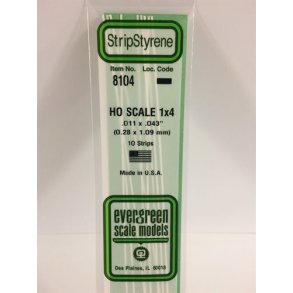 StripStyrene
Item No. Loc. Code
8104
HO SCALE 1x4
.011 x .043"
(0.28 x 1.09 mm)
10 Strips
Made in U.S.A.
evergreen
scale models
Des Plaines, IL 60018